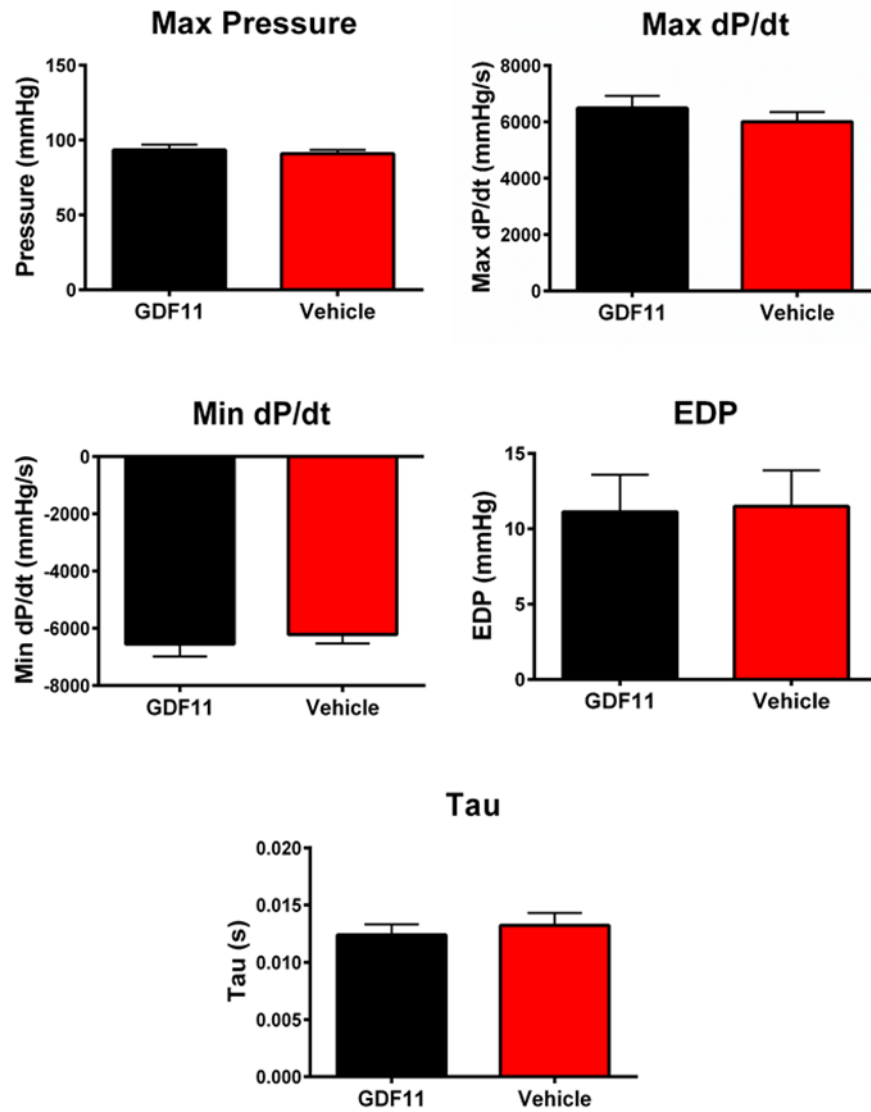 Max Pressure
Pressure (mmHg)
150
100
50
0
GDF11 Vehicle
Max dP/dt
Max dP/dt (mmHg/s)
8000
6000
4000
2000
0
GDF11 Vehicle
Min dP/dt
Min dP/dt (mmHg/s)
0
-2000
-4000
-6000
-8000
GDF11 Vehicle
EDP
EDP (mmHg)
15
10
5
0
GDF11 Vehicle
Tau
Tau (s)
0.020
0.015
0.010
0.005
0.000
GDF11 Vehicle